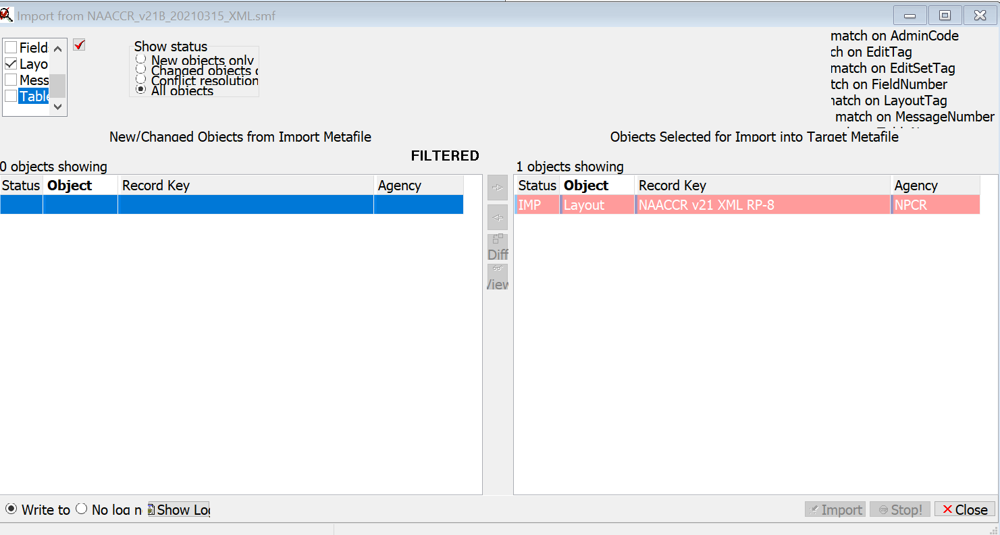 Import from NAACCR_v21B_20210315_XML.smf
Field
Layo
Mess
Table
Show status
New objects only
Changed objects
Conflict resolution
All objects
match on AdminCode
ch on EditTag
match on EditSetTag
tch on FieldNumber
match on LayoutTag
match on MessageNumber
New/Changed Objects from Import Metafile
Objects Selected for Import into Target Metafile
FILTERED
0 objects showing
1 objects showing
Status Object Record Key Agency
Status Object Record Key Agency
IMP Layout NAACCR v21 XML RP-8 NPCR
Diff
View
Write to No log n Show Log
Import Stop! Close